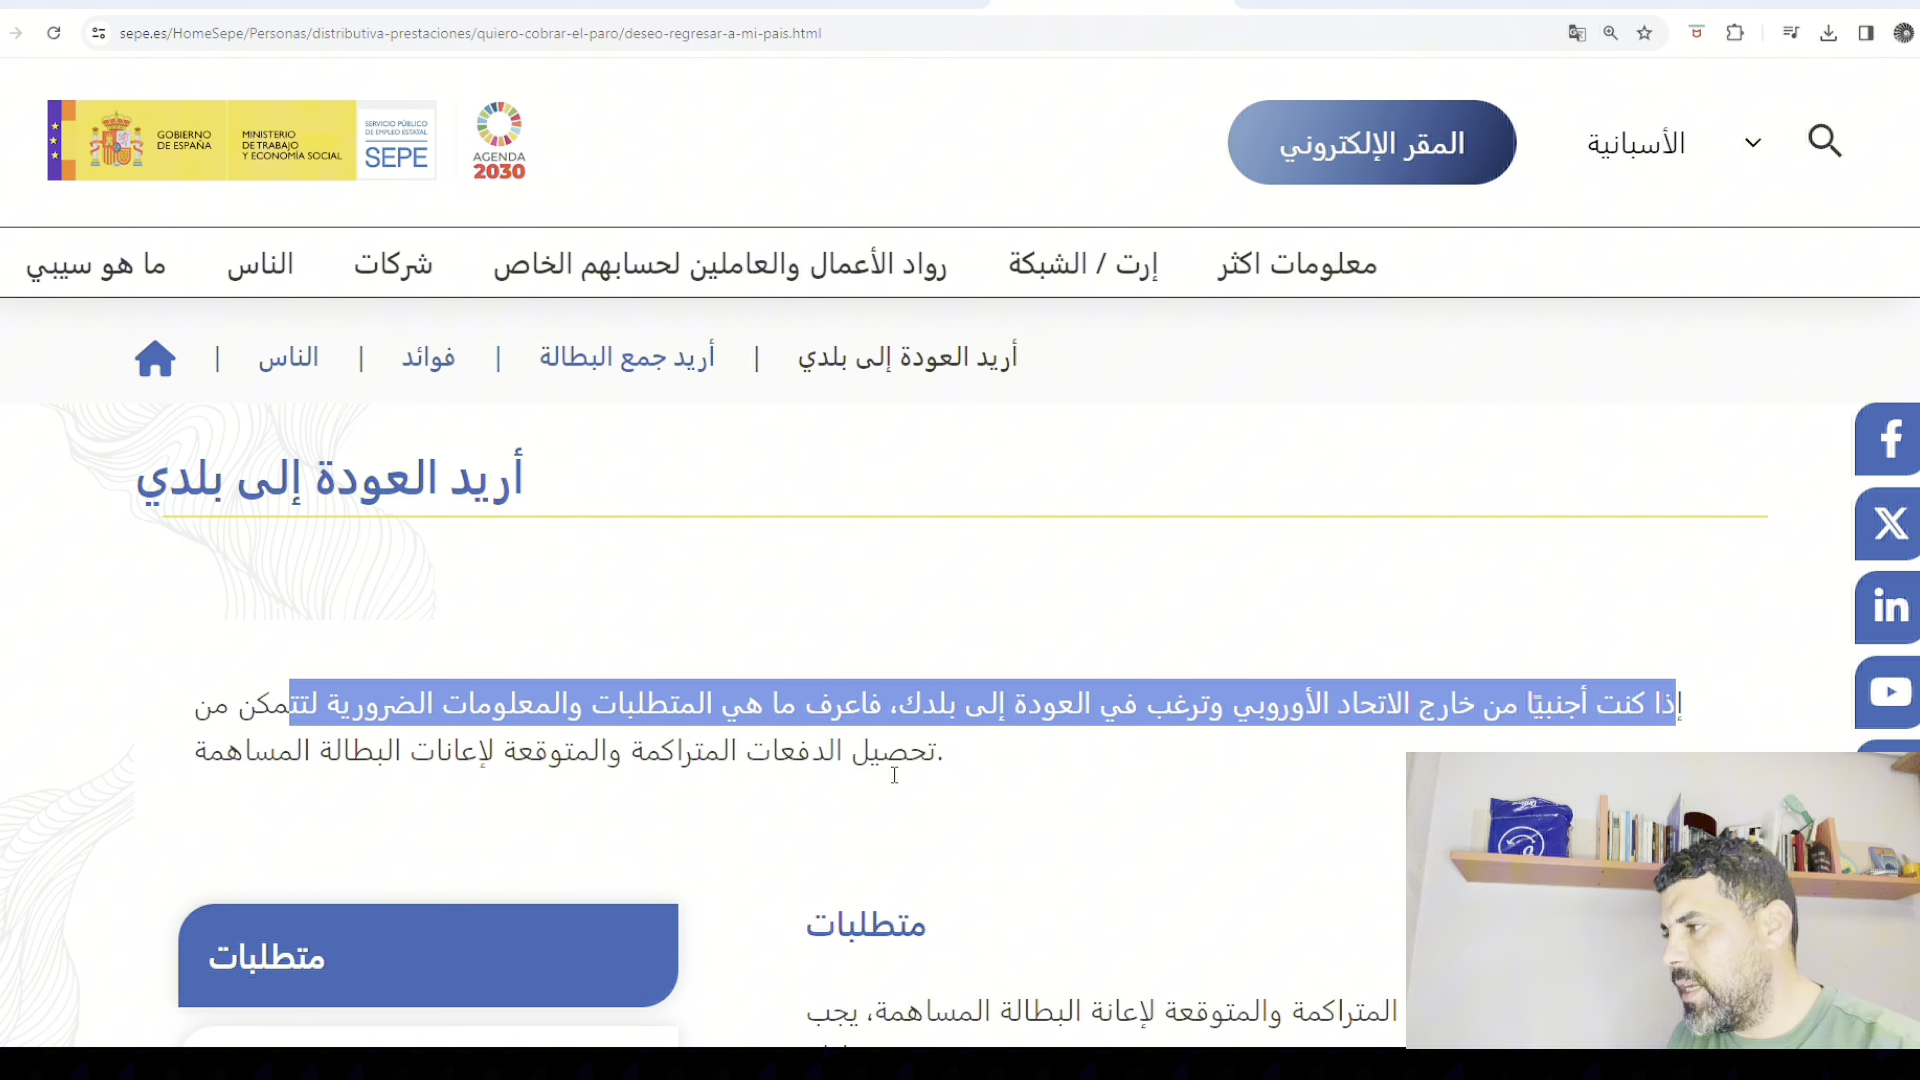 sepe.es/HomeSepe/Personas/distributiva-prestaciones/quiero-cobrar-el-paro/deseo-regresar-a-mi-pais.html
GOBIERNO
DE ESPAÑA
MINISTERIO
DE TRABAJO
Y ECONOMÍA SOCIAL
SERVICIO PÚBLICO
DE EMPLEO ESTATAL
SEPE
AGENDA
2030
المقر الإلكتروني
الأسبانية
ما هو سيبي
الناس
شركات
رواد الأعمال والعاملين لحسابهم الخاص
إرت / الشبكة
معلومات اكثر
الناس | فوائد | أريد جمع البطالة | أريد العودة إلى بلدي
أريد العودة إلى بلدي
إذا كنت أجنبيًا من خارج الاتحاد الأوروبي وترغب في العودة إلى بلدك، فاعرف ما هي المتطلبات والمعلومات الضرورية لتتمكن من
تحصيل الدفعات المتراكمة والمتوقعة لإعانات البطالة المساهمة.
متطلبات
متطلبات
المتراكمة والمتوقعة لإعانة البطالة المساهمة، يجب